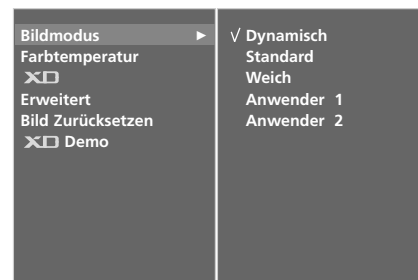 Bildmodus ►
Farbtemperatur
XD
Erweitert
Bild Zurücksetzen
XD Demo
√ Dynamisch
Standard
Weich
Anwender 1
Anwender 2